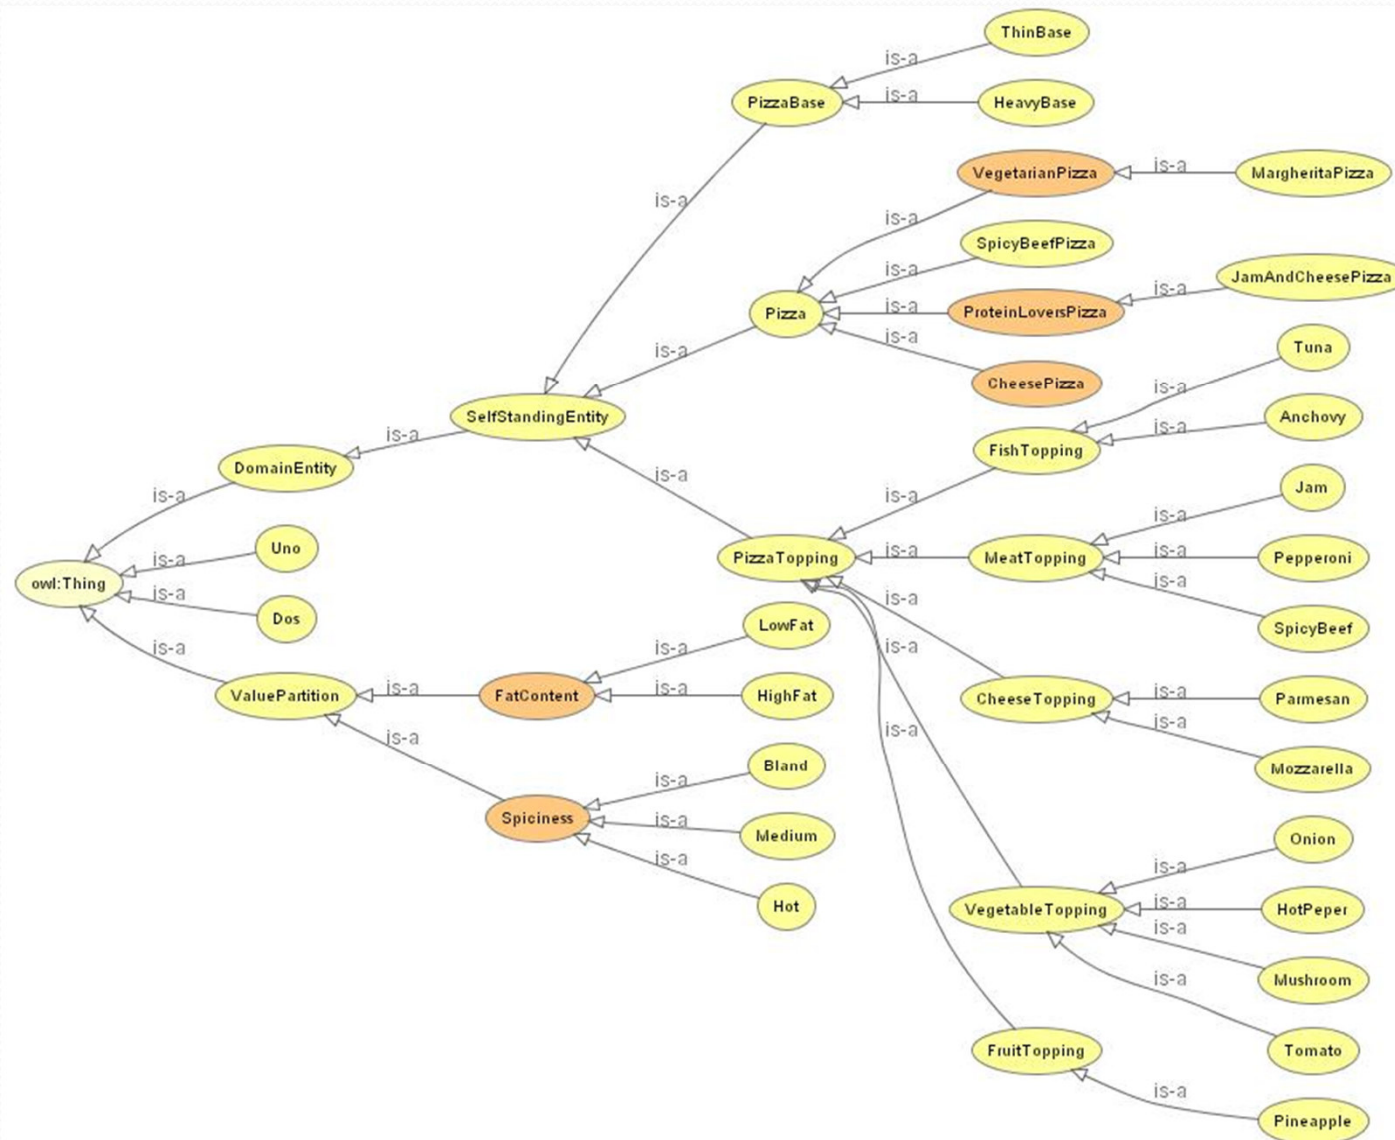 ThinBase
is-a
PizzaBase
is-a
HeavyBase
VegetarianPizza
is-a
MargheritaPizza
is-a
is-a
SpicyBeefPizza
is-a
JamAndCheesePizza
is-a
Pizza
is-a
ProteinLoversPizza
is-a
is-a
Tuna
CheesePizza
is-a
SelfStandingEntity
Anchovy
is-a
is-a
FishTopping
DomainEntity
is-a
Jam
is-a
is-a
is-a
Uno
is-a
PizzaTopping
is-a
MeatTopping
is-a
Pepperoni
owl:Thing
is-a
is-a
is-a
Dos
LowFat
SpicyBeef
is-a
is-a
is-a
ValuePartition
is-a
FatContent
is-a
HighFat
CheeseTopping
is-a
Parmesan
is-a
is-a
is-a
Bland
Mozzarella
is-a
Spiciness
is-a
Medium
Onion
is-a
is-a
Hot
VegetableTopping
is-a
HotPeper
is-a
Mushroom
is-a
FruitTopping
Tomato
is-a
Pineapple